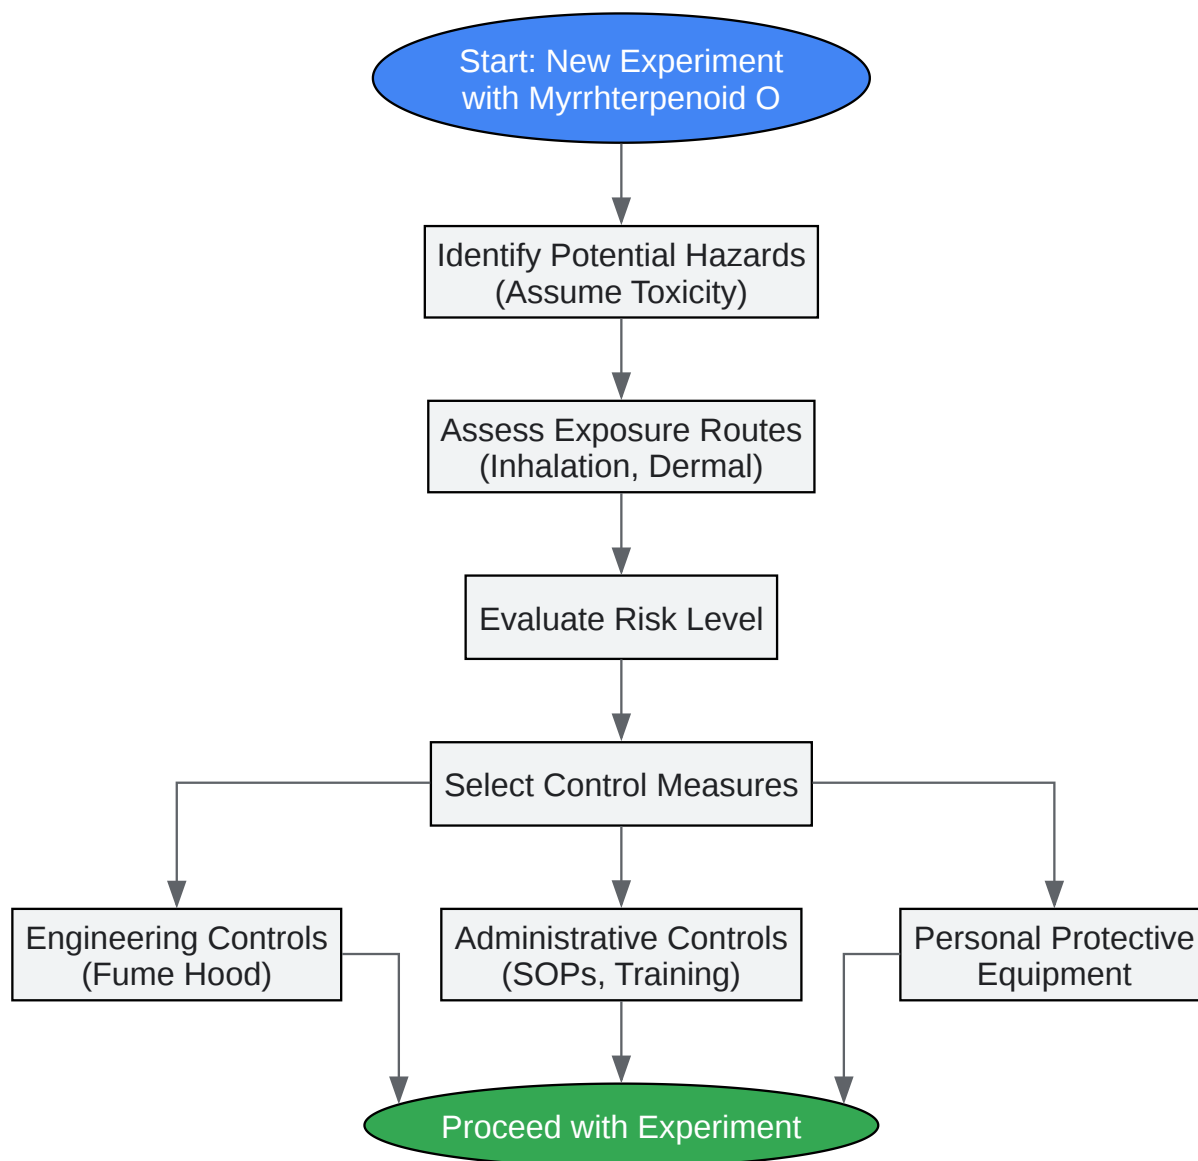 Start: New Experiment
with Myrrhterpenoid O
Identify Potential Hazards
(Assume Toxicity)
Assess Exposure Routes
(Inhalation, Dermal)
Evaluate Risk Level
Select Control Measures
Engineering Controls
(Fume Hood)
Administrative Controls
(SOPs, Training)
Personal Protective
Equipment
Proceed with Experiment